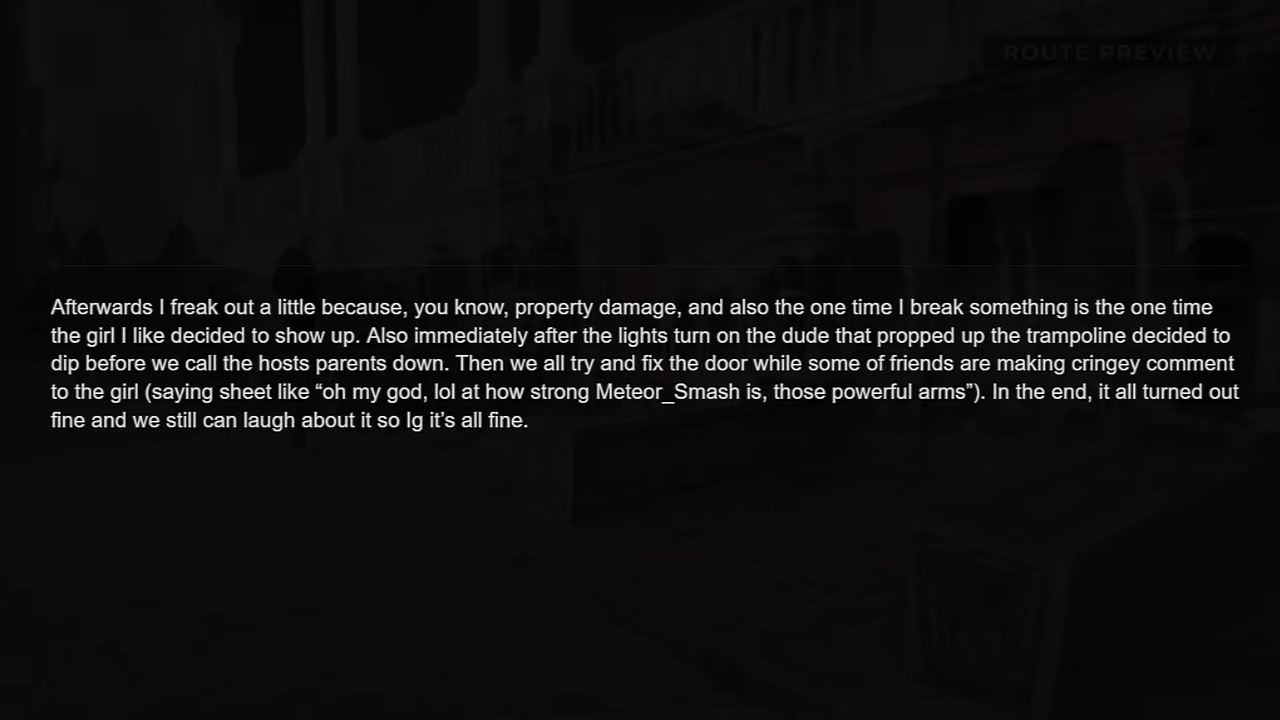 ROUTE PREVIEW
Afterwards I freak out a little because, you know, property damage, and also the one time I break something is the one time
the girl I like decided to show up. Also immediately after the lights turn on the dude that propped up the trampoline decided to
dip before we call the hosts parents down. Then we all try and fix the door while some of friends are making cringey comment
to the girl (saying sheet like “oh my god, lol at how strong Meteor_Smash is, those powerful arms”). In the end, it all turned out
fine and we still can laugh about it so Ig it’s all fine.